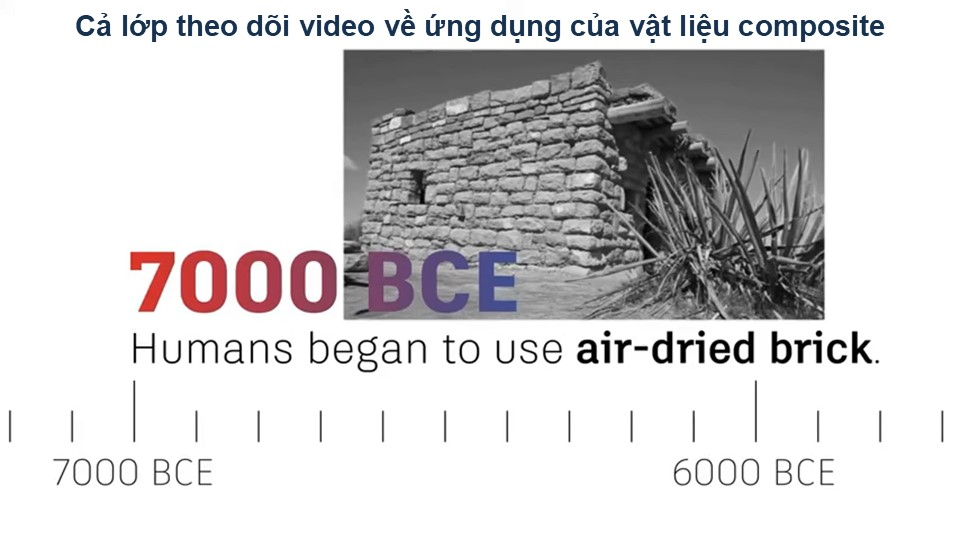 Cả lớp theo dõi video về ứng dụng của vật liệu composite
7000 BCE
Humans began to use air-dried brick.
7000 BCE
6000 BCE